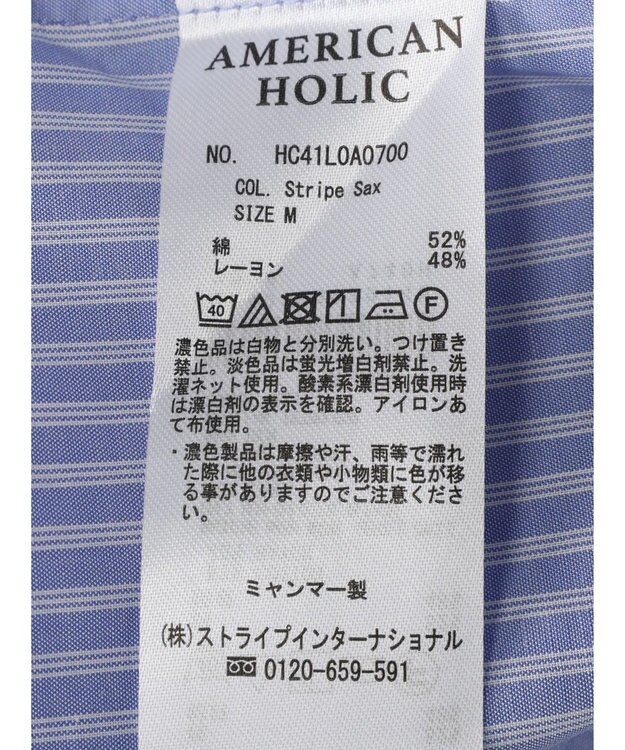 AMERICAN
HOLIC
NO. HC41L0A0700
COL. Stripe Sax
SIZE M
綿 52%
レーヨン 48%
40 F
濃色品は白物と分別洗い。つけ置き
禁止。淡色品は蛍光増白剤禁止。洗
濯ネット使用。酸素系漂白剤使用時
は漂白剤の表示を確認。アイロンあ
て布使用。
・濃色製品は摩擦や汗、雨等で濡れ
た際に他の衣類や小物類に色が移
る事がありますのでご注意くださ
い。
ミャンマー製
(株)ストライプインターナショナル
0120-659-591